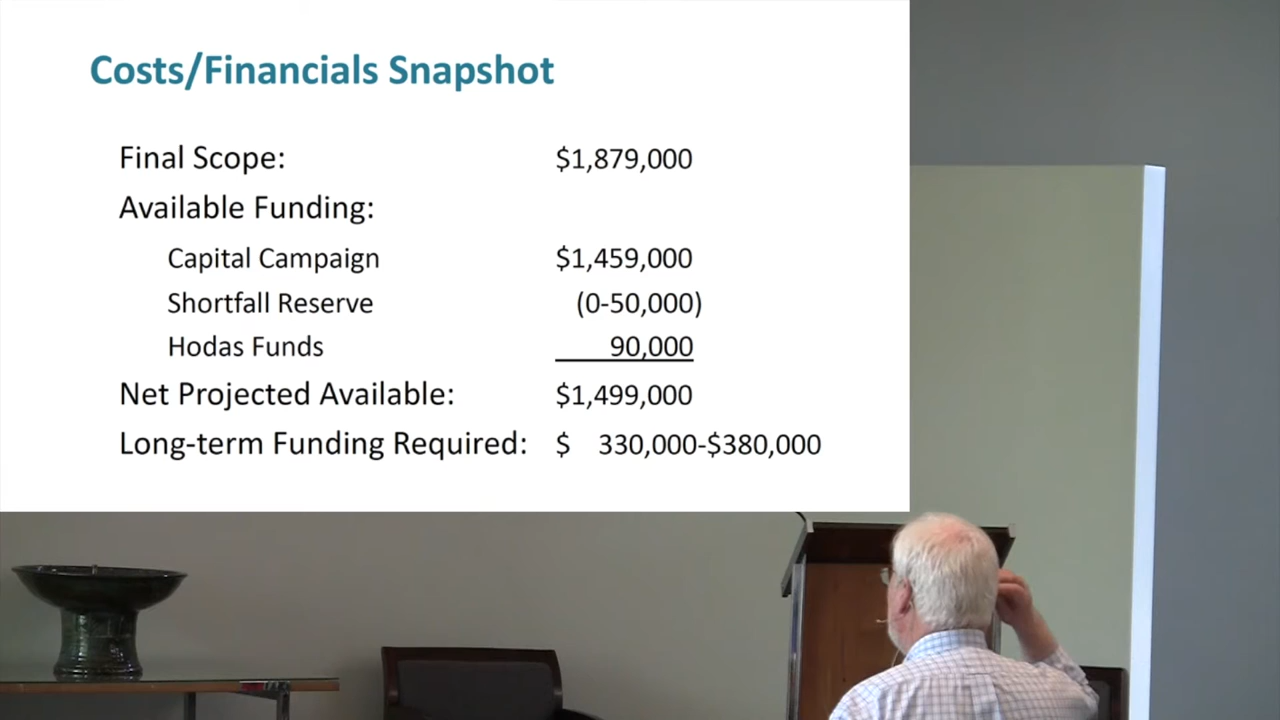 Costs/Financials Snapshot
Final Scope: $1,879,000
Available Funding:
Capital Campaign $1,459,000
Shortfall Reserve (0-50,000)
Hodas Funds 90,000
Net Projected Available: $1,499,000
Long-term Funding Required: $ 330,000-$380,000